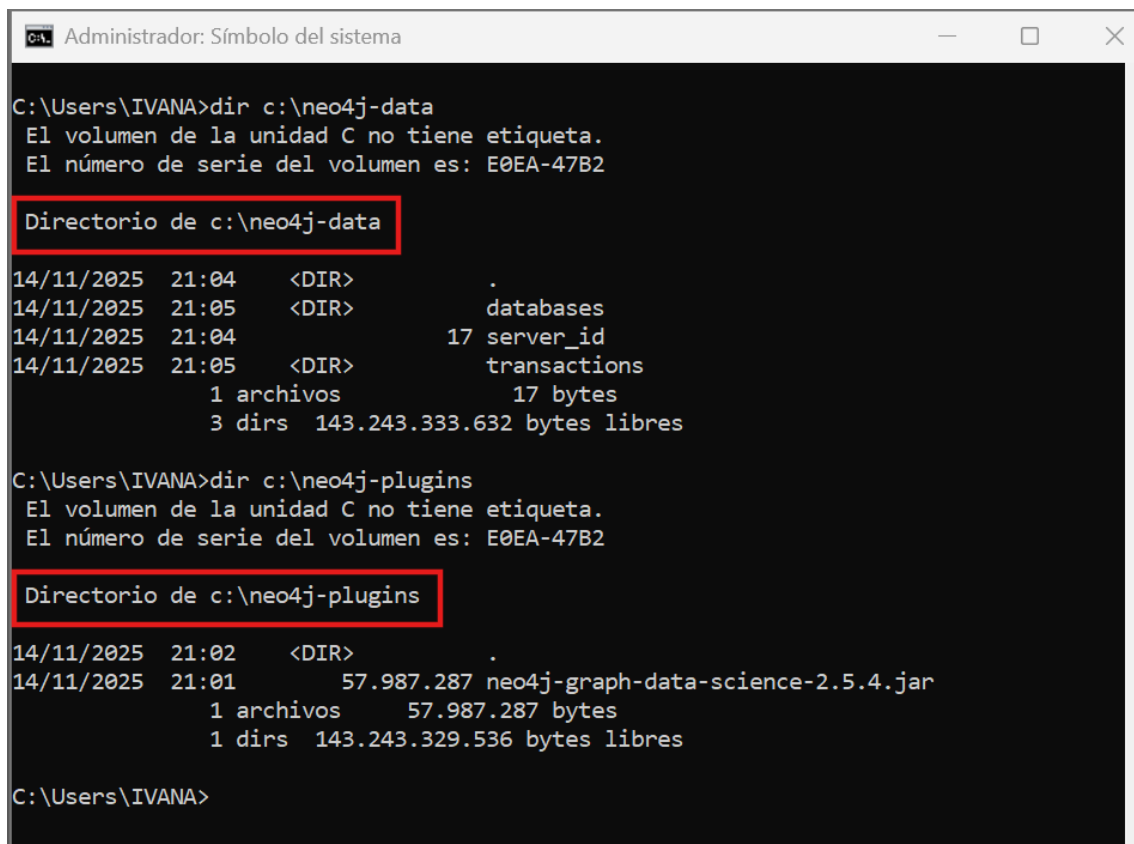 Administrador: Símbolo del sistema
C:\Users\IVANA>dir c:\neo4j-data
El volumen de la unidad C no tiene etiqueta.
El número de serie del volumen es: E0EA-47B2
Directorio de c:\neo4j-data
14/11/2025  21:04    <DIR>          .
14/11/2025  21:05    <DIR>          databases
14/11/2025  21:04                17 server_id
14/11/2025  21:05    <DIR>          transactions
1 archivos             17 bytes
3 dirs  143.243.333.632 bytes libres
C:\Users\IVANA>dir c:\neo4j-plugins
El volumen de la unidad C no tiene etiqueta.
El número de serie del volumen es: E0EA-47B2
Directorio de c:\neo4j-plugins
14/11/2025  21:02    <DIR>          .
14/11/2025  21:01        57.987.287 neo4j-graph-data-science-2.5.4.jar
1 archivos     57.987.287 bytes
1 dirs  143.243.329.536 bytes libres
C:\Users\IVANA>